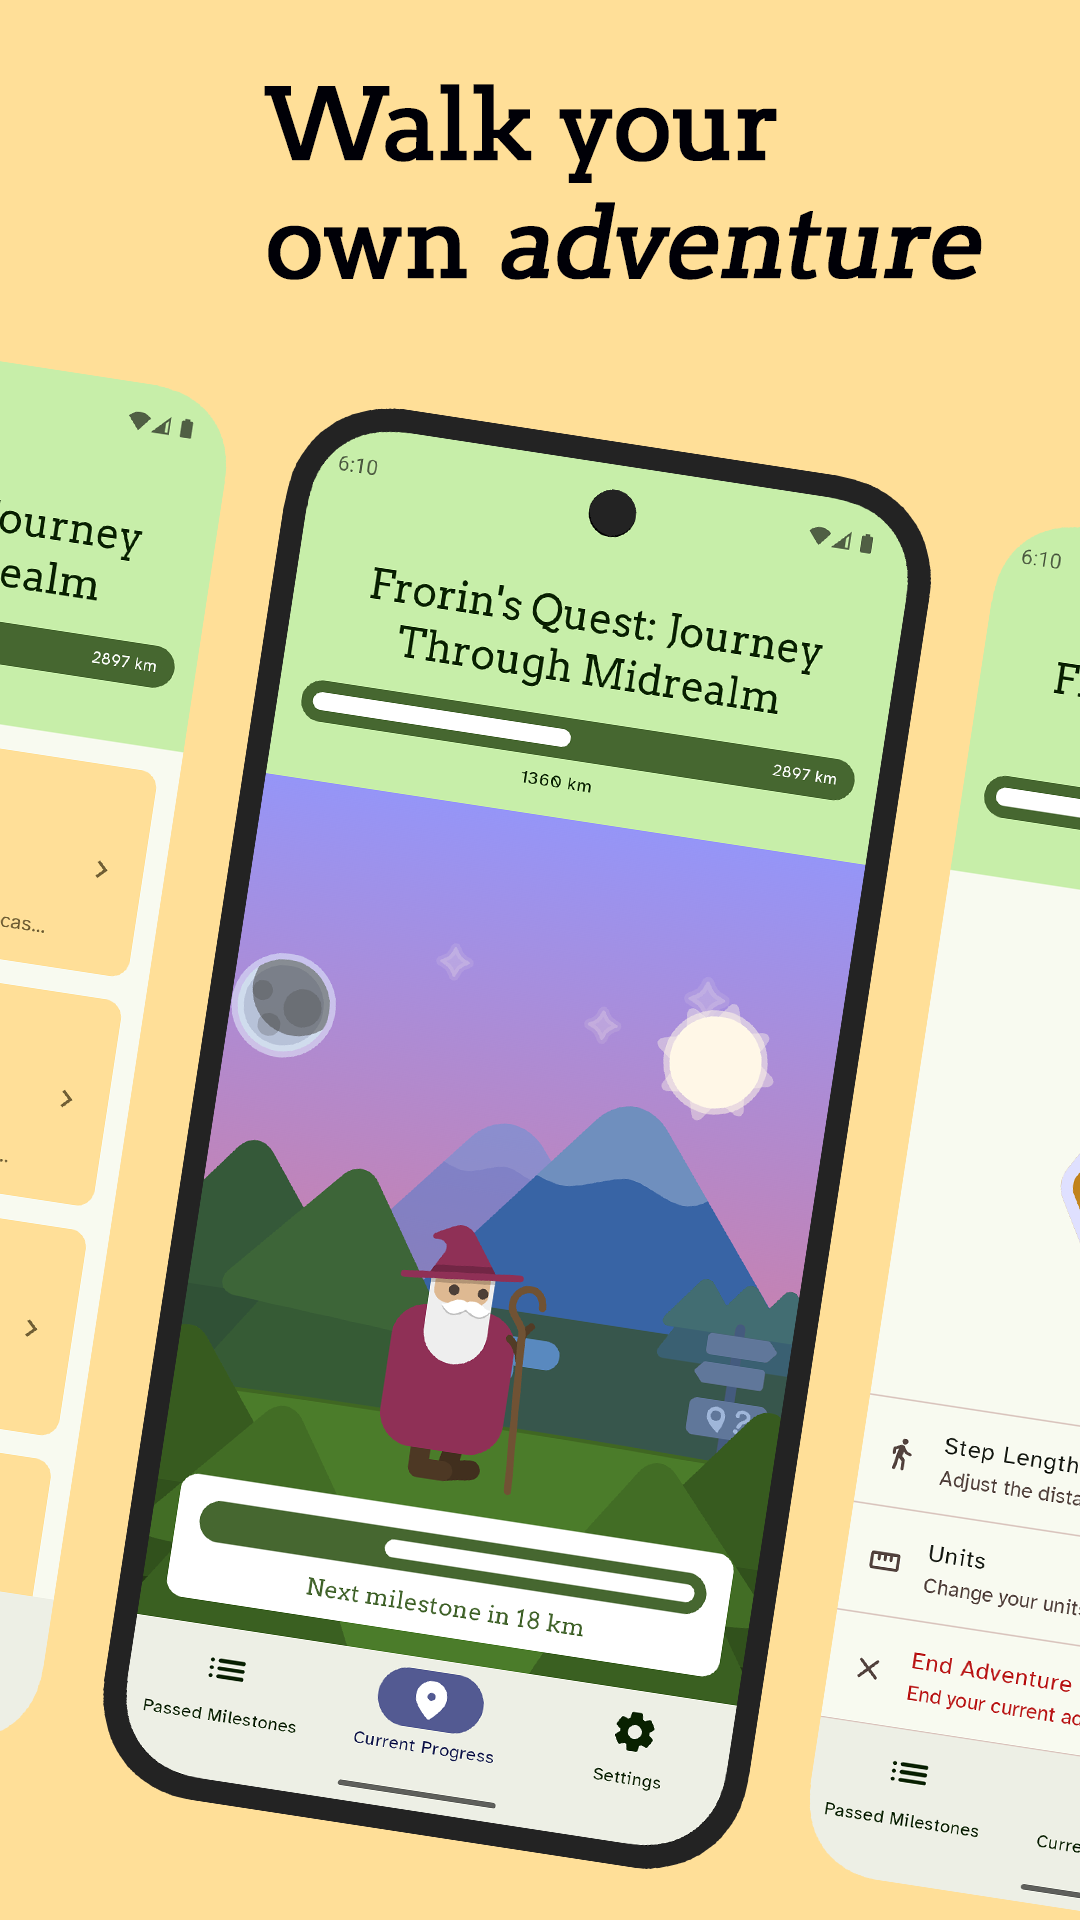 Walk your
own adventure
ourney
ealm
2897 km
cas...
...
6:10
Frorin's Quest: Journey
Through Midrealm
2897 km
1360 km
?
Next milestone in 18 km
Passed Milestones
Current Progress
Settings
6:10
F
Step Length
Adjust the dista
Units
Change your units
End Adventure
End your current ad
Passed Milestones
Curre